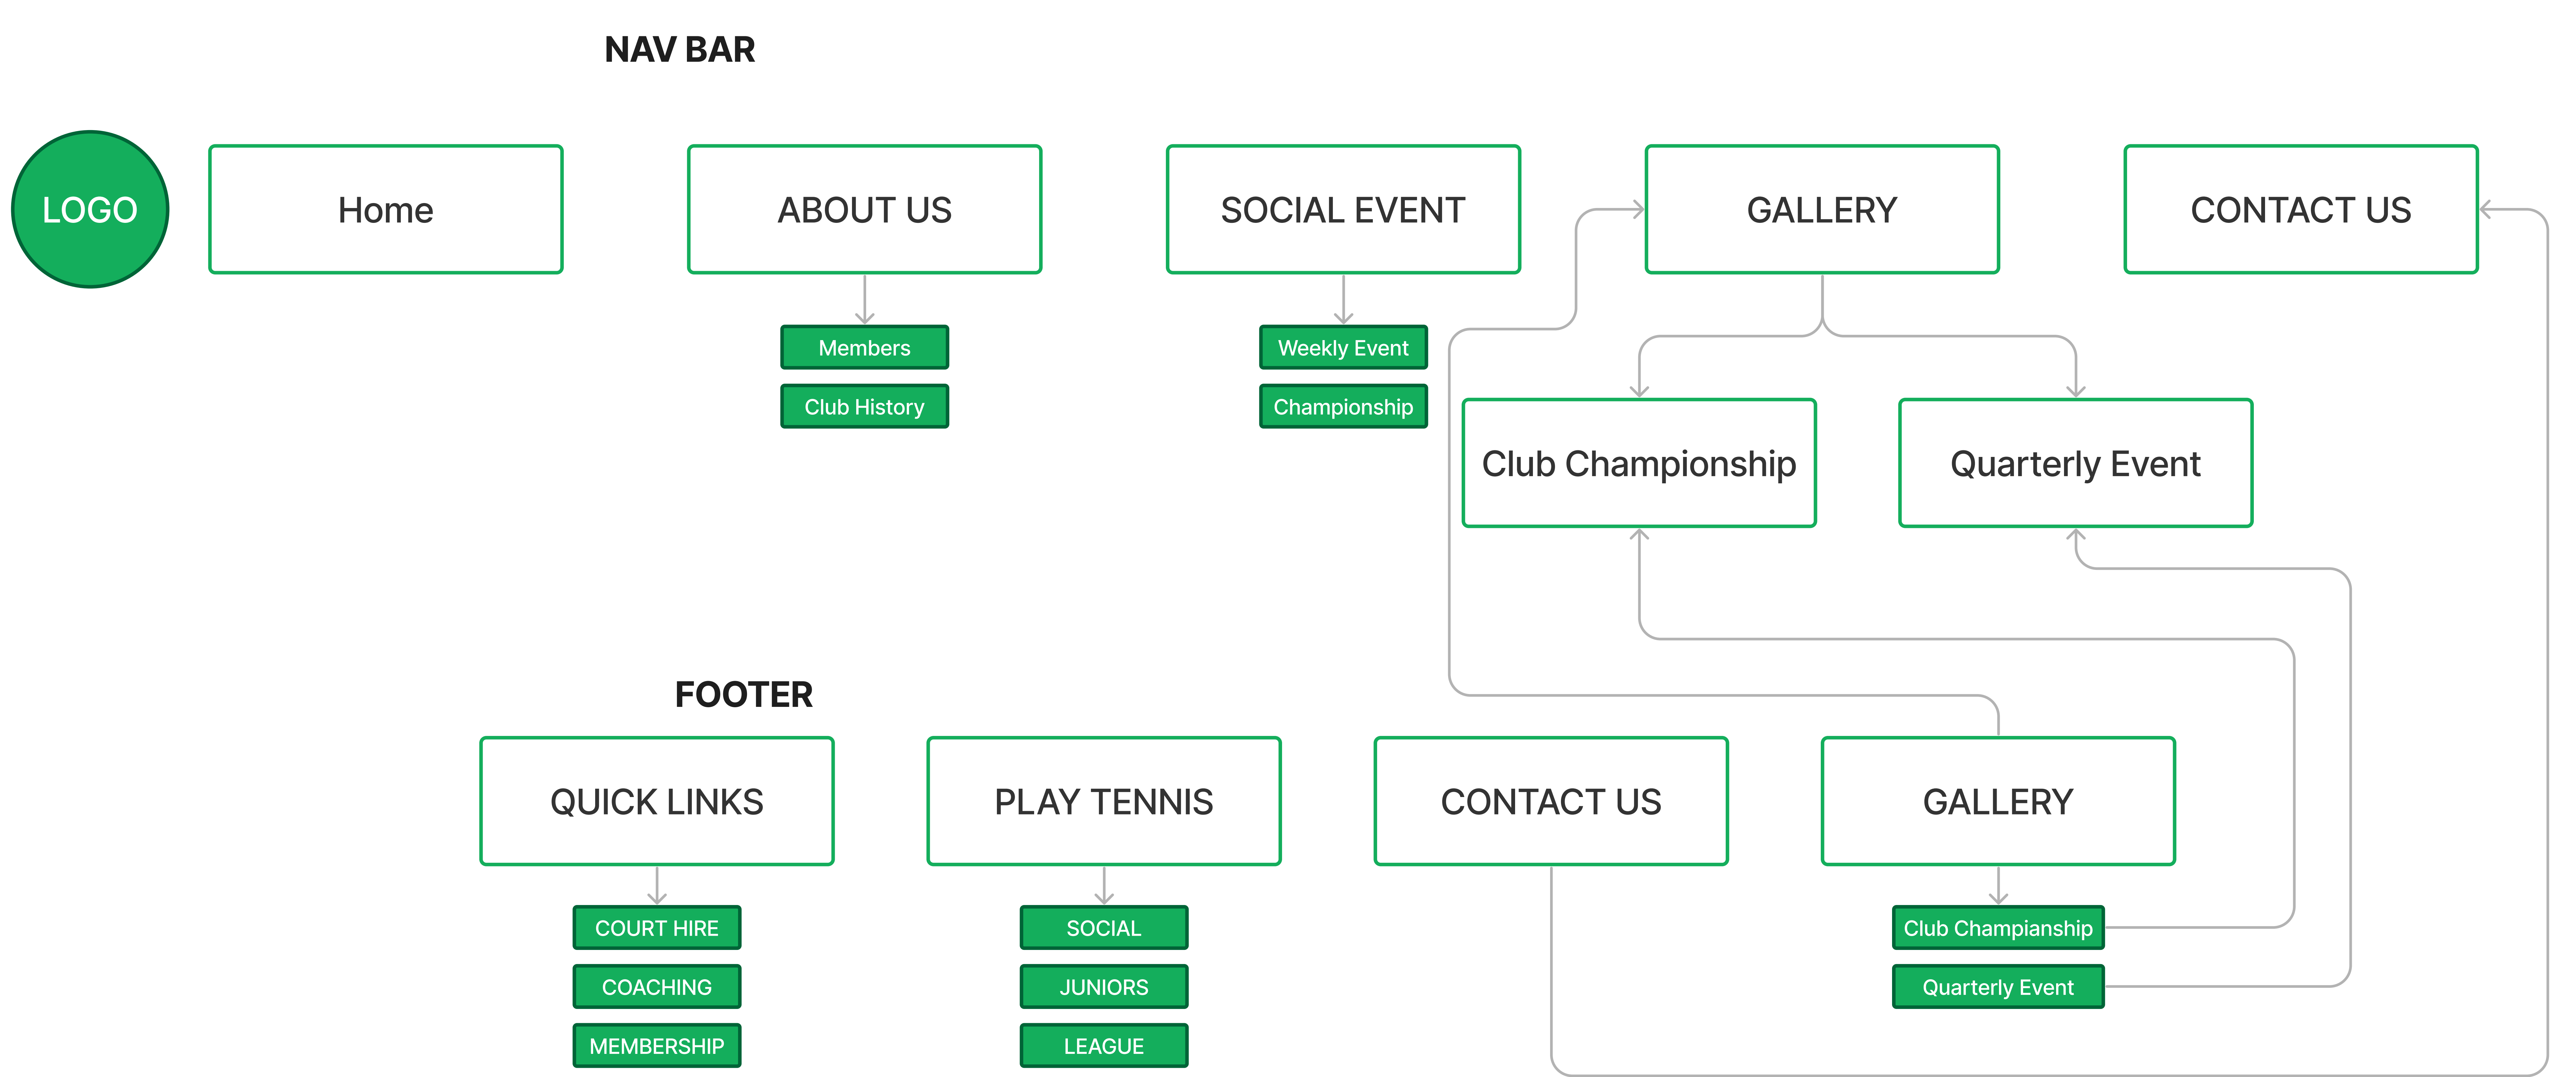 NAV BAR
LOGO
Home
ABOUT US
SOCIAL EVENT
GALLERY
CONTACT US
Members
Club History
Weekly Event
Championship
Club Championship
Quarterly Event
FOOTER
QUICK LINKS
PLAY TENNIS
CONTACT US
GALLERY
COURT HIRE
COACHING
MEMBERSHIP
SOCIAL
JUNIORS
LEAGUE
Club Champianship
Quarterly Event